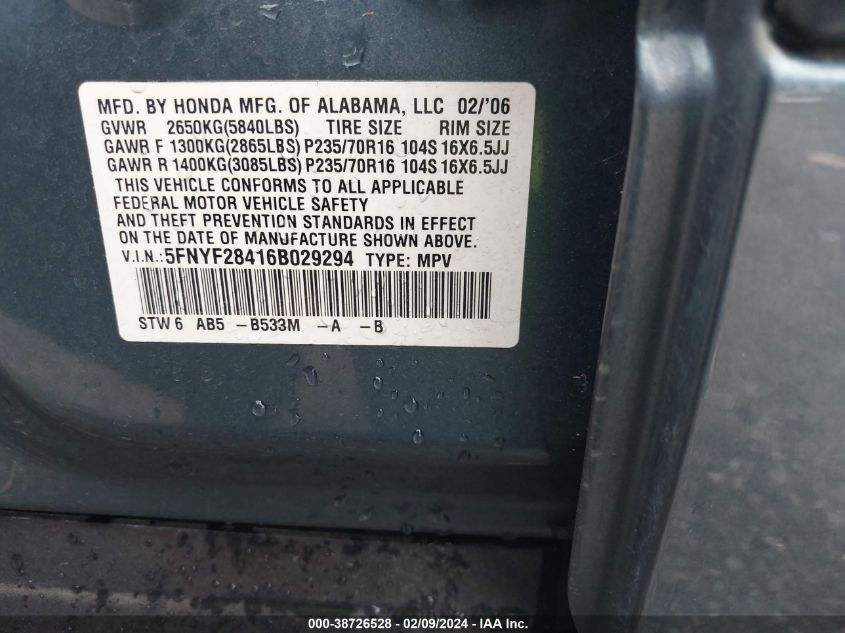 MFD. BY HONDA MFG. OF ALABAMA, LLC 02/'06
GVWR 2650KG(5840LBS) TIRE SIZE RIM SIZE
GAWR F 1300KG(2865LBS) P235/70R16 104S 16X6.5JJ
GAWR R 1400KG(3085LBS) P235/70R16 104S 16X6.5JJ
THIS VEHICLE CONFORMS TO ALL APPLICABLE
FEDERAL MOTOR VEHICLE SAFETY
AND THEFT PREVENTION STANDARDS IN EFFECT
ON THE DATE OF MANUFACTURE SHOWN ABOVE.
V.I.N.:5FNYF28416B029294 TYPE: MPV
STW6 AB5 -B533M -A -B
000-38726528 - 02/09/2024 - IAAI Inc.